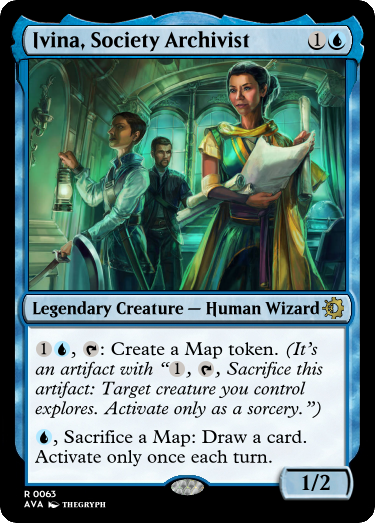 Ivina, Society Archivist 1
Legendary Creature — Human Wizard
1, : Create a Map token. (It's
an artifact with “1, , Sacrifice this
artifact: Target creature you control
explores. Activate only as a sorcery.”)
, Sacrifice a Map: Draw a card.
Activate only once each turn.
1/2
R 0063
AVA THEGRYPH